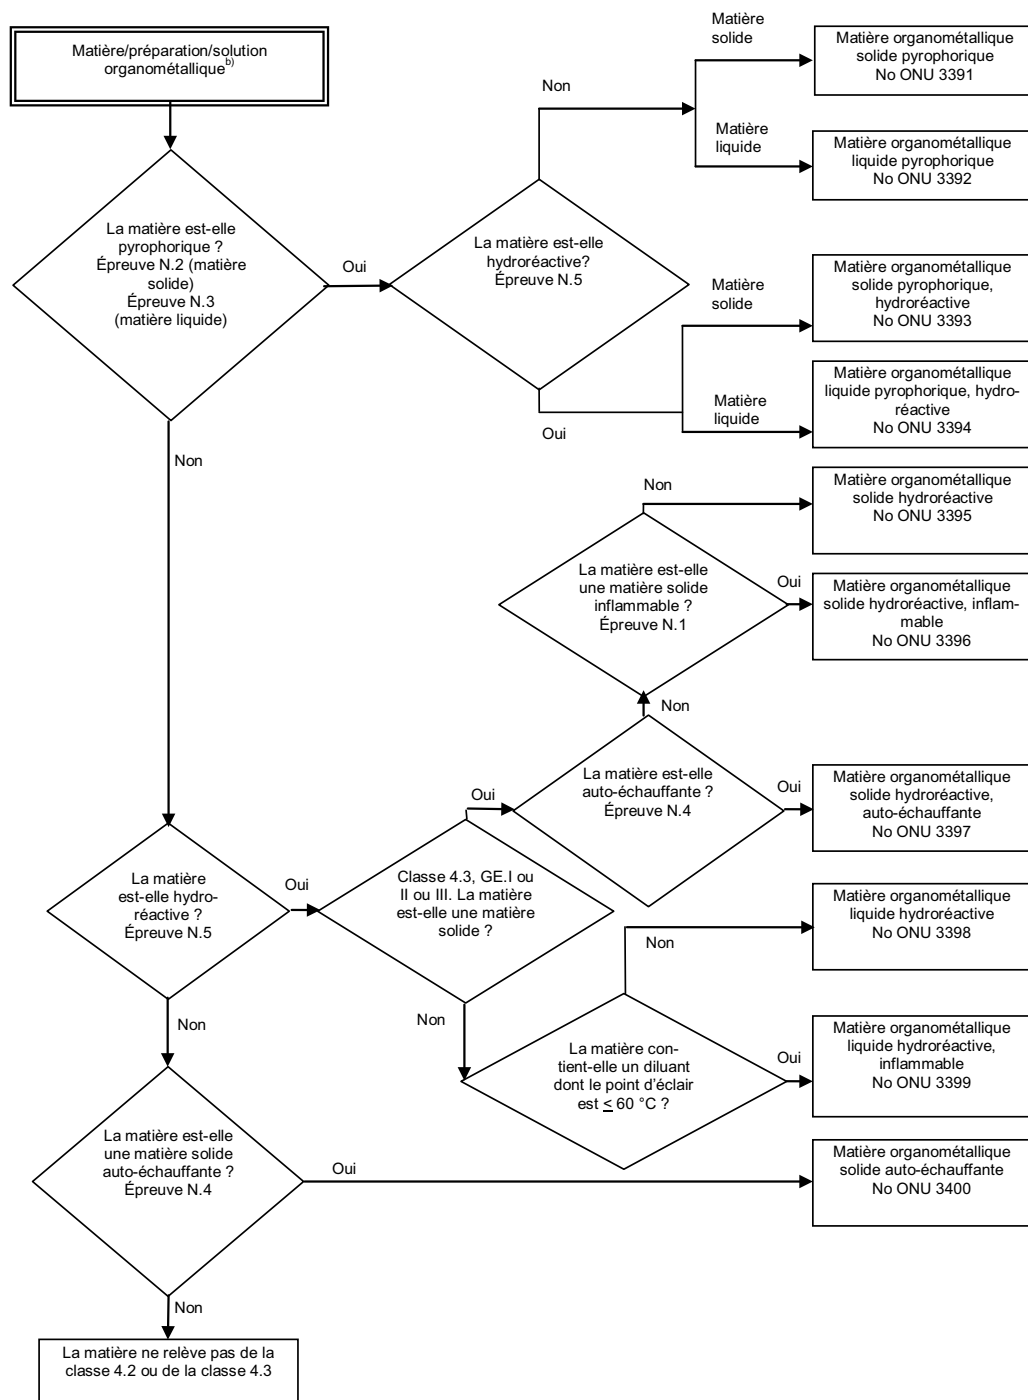 Matière/préparation/solution
organométallique b)
La matière est-elle
pyrophorique ?
Épreuve N.2 (matière
solide)
Épreuve N.3
(matière liquide)
Oui
Non
La matière est-elle
hydroréactive?
Épreuve N.5
Non
Matière
solide
Matière organométallique
solide pyrophorique
No ONU 3391
Matière
liquide
Matière organométallique
liquide pyrophorique
No ONU 3392
Oui
Matière
solide
Matière organométallique
solide pyrophorique,
hydroréactive
No ONU 3393
Matière
liquide
Matière organométallique
liquide pyrophorique, hydro-
réactive
No ONU 3394
Non
Matière organométallique
solide hydroréactive
No ONU 3395
La matière est-elle
une matière solide
inflammable ?
Épreuve N.1
Oui
Matière organométallique
solide hydroréactive, inflam-
mable
No ONU 3396
Non
La matière est-elle
auto-échauffante ?
Épreuve N.4
Oui
Matière organométallique
solide hydroréactive,
auto-échauffante
No ONU 3397
Oui
La matière
est-elle hydro-
réactive ?
Épreuve N.5
Oui
Classe 4.3, GE.I ou
II ou III. La matière
est-elle une matière
solide ?
Non
Matière organométallique
liquide hydroréactive
No ONU 3398
Non
Non
La matière con-
tient-elle un diluant
dont le point d’éclair
est ≤ 60 °C ?
Oui
Matière organométallique
liquide hydroréactive,
inflammable
No ONU 3399
La matière est-elle
une matière solide
auto-échauffante ?
Épreuve N.4
Oui
Matière organométallique
solide auto-échauffante
No ONU 3400
Non
La matière ne relève pas de la
classe 4.2 ou de la classe 4.3